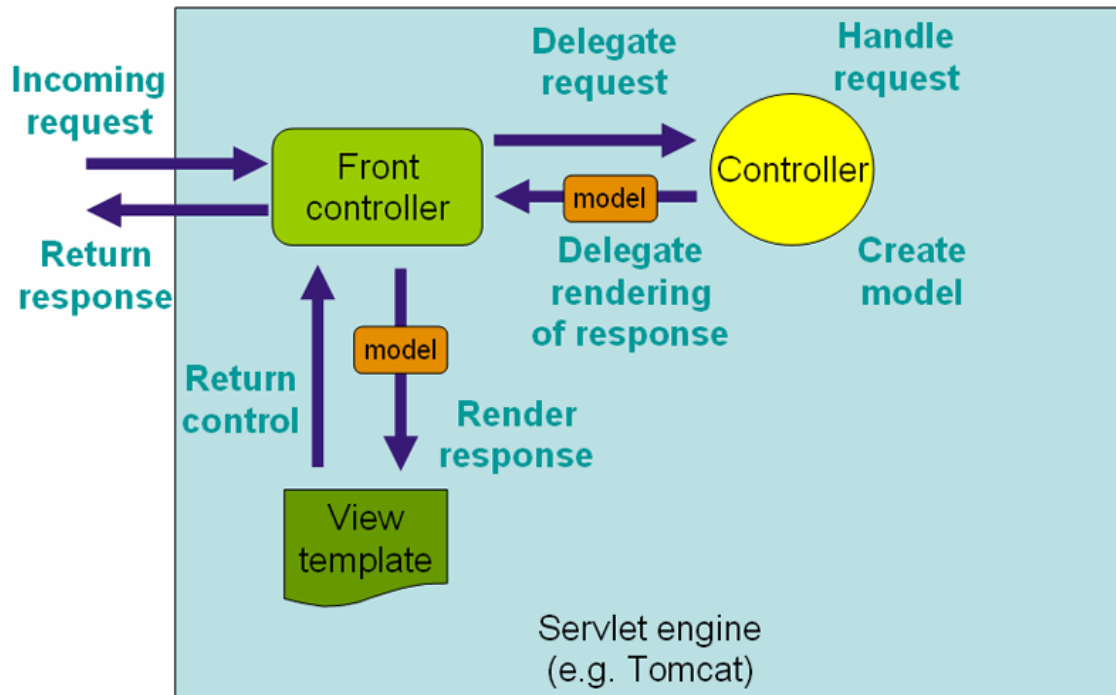 Incoming
request
Return
response
Front
controller
Delegate
request
Handle
request
Controller
model
Delegate
rendering
of response
Create
model
model
Return
control
Render
response
View
template
Servlet engine
(e.g. Tomcat)